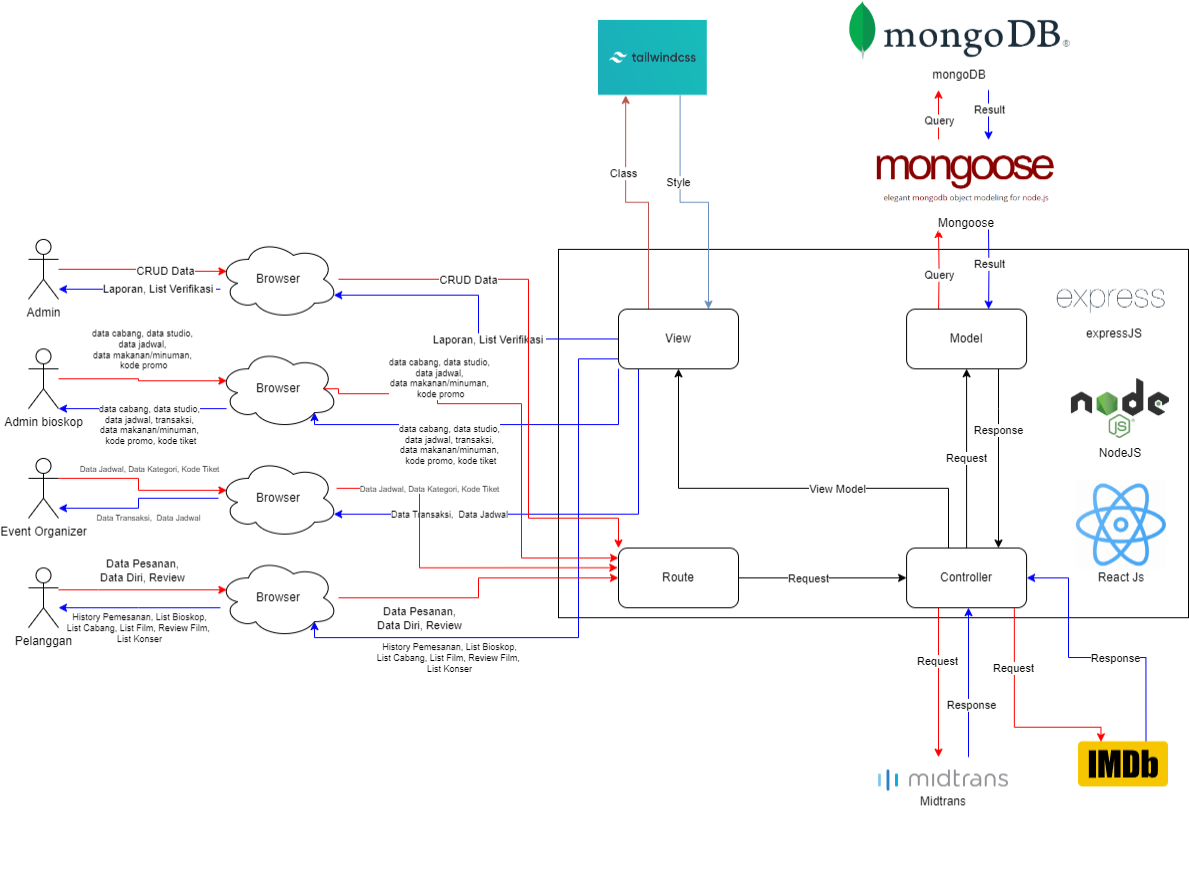 mongoDB®
tailwindcss
mongoDB
Query
Result
mongoose
elegant mongodb object modeling for node.js
Class
Style
Mongoose
Query
Result
Admin
CRUD Data
Laporan, List Verifikasi
Browser
CRUD Data
Laporan, List Verifikasi
View
Model
express
expressJS
Admin bioskop
data cabang, data studio,
data jadwal,
data makanan/minuman,
kode promo
data cabang, data studio,
data jadwal, transaksi,
data makanan/minuman,
kode promo, kode tiket
Browser
data cabang, data studio,
data jadwal,
data makanan/minuman,
kode promo
data cabang, data studio,
data jadwal, transaksi,
data makanan/minuman,
kode promo, kode tiket
Response
Request
node
JS
NodeJS
Event Organizer
Data Jadwal, Data Kategori, Kode Tiket
Data Transaksi, Data Jadwal
Browser
Data Jadwal, Data Kategori, Kode Tiket
Data Transaksi, Data Jadwal
View Model
React Js
Pelanggan
Data Pesanan,
Data Diri, Review
History Pemesanan, List Bioskop,
List Cabang, List Film, Review Film,
List Konser
Browser
Data Pesanan,
Data Diri, Review
History Pemesanan, List Bioskop,
List Cabang, List Film, Review Film,
List Konser
Route
Request
Controller
Request
Response
Request
Response
midtrans
Midtrans
IMDb